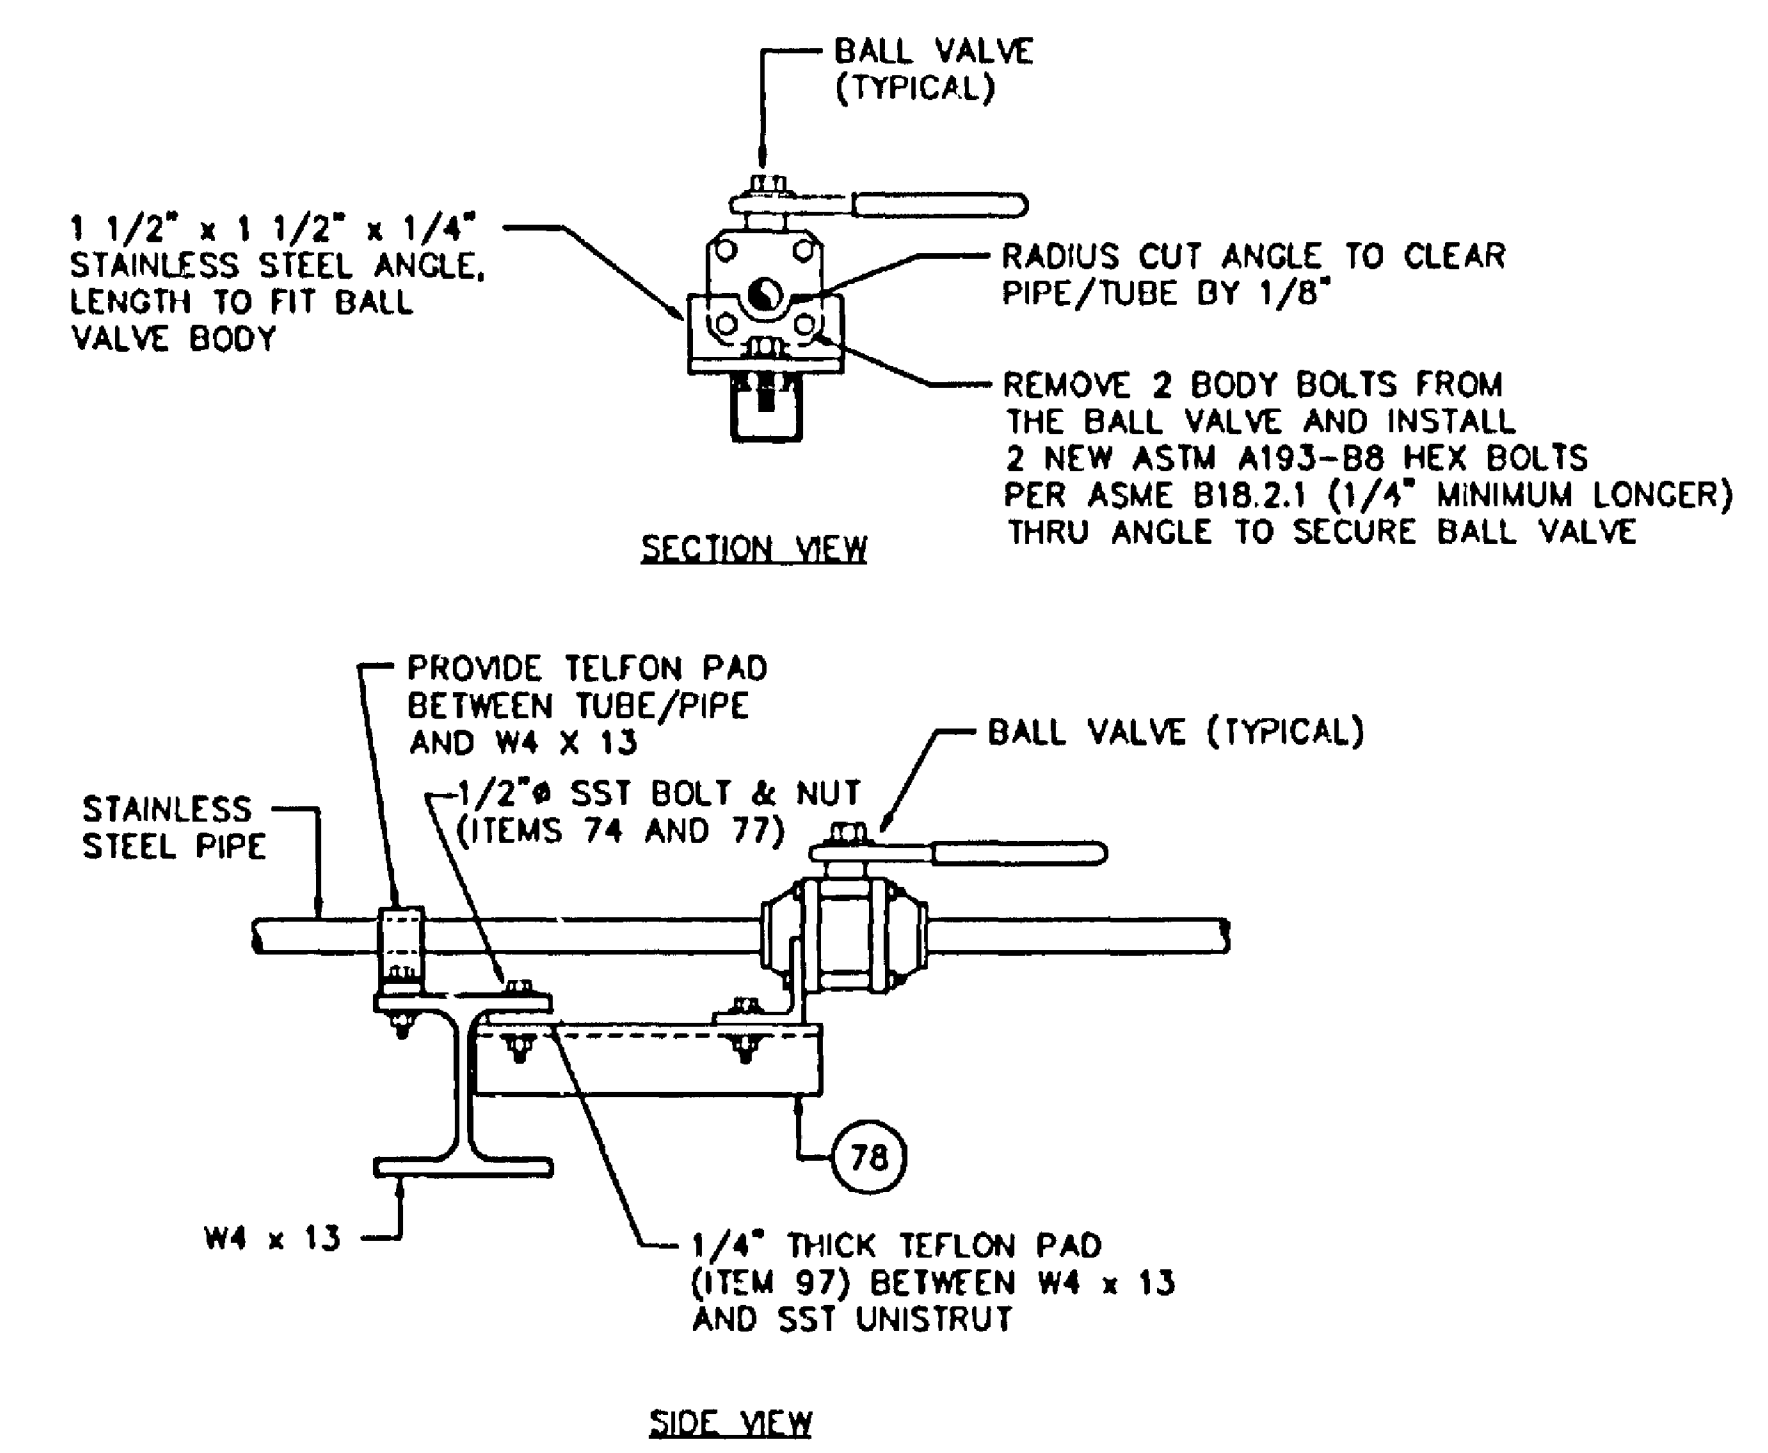 BALL VALVE
(TYPICAL)
1 1/2" x 1 1/2" x 1/4"
STAINLESS STEEL ANGLE,
LENGTH TO FIT BALL
VALVE BODY
RADIUS CUT ANGLE TO CLEAR
PIPE/TUBE BY 1/8"
REMOVE 2 BODY BOLTS FROM
THE BALL VALVE AND INSTALL
2 NEW ASTM A193-B8 HEX BOLTS
PER ASME B18.2.1 (1/4" MINIMUM LONGER)
THRU ANGLE TO SECURE BALL VALVE
SECTION VIEW
PROVIDE TELFON PAD
BETWEEN TUBE/PIPE
AND W4 X 13
BALL VALVE (TYPICAL)
1/2"ø SST BOLT & NUT
(ITEMS 74 AND 77)
STAINLESS
STEEL PIPE
78
W4 x 13
1/4" THICK TEFLON PAD
(ITEM 97) BETWEEN W4 x 13
AND SST UNISTRUT
SIDE VIEW